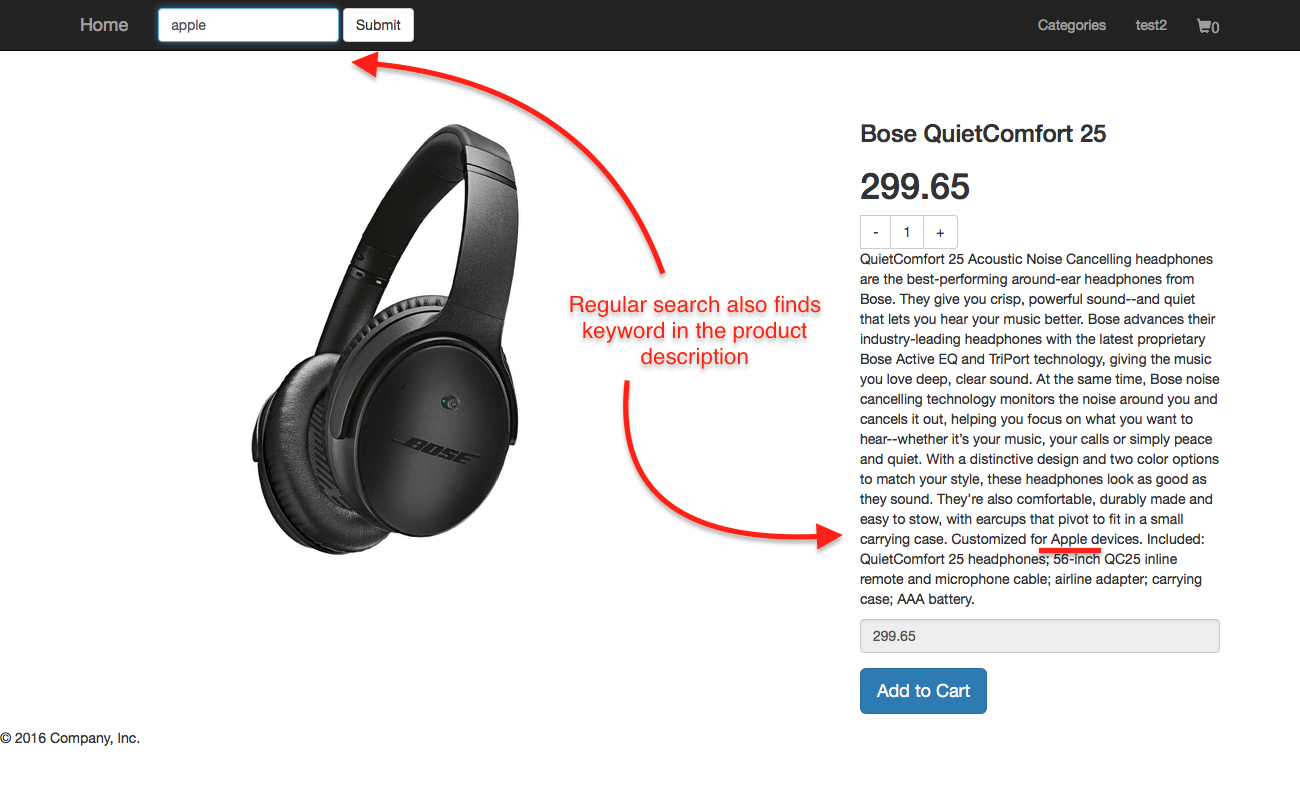 Home
apple
Submit
Categories
test2
0
Bose QuietComfort 25
299.65
- 1 +
QuietComfort 25 Acoustic Noise Cancelling headphones
are the best-performing around-ear headphones from
Bose. They give you crisp, powerful sound--and quiet
that lets you hear your music better. Bose advances their
industry-leading headphones with the latest proprietary
Bose Active EQ and TriPort technology, giving the music
you love deep, clear sound. At the same time, Bose noise
cancelling technology monitors the noise around you and
cancels it out, helping you focus on what you want to
hear--whether it's your music, your calls or simply peace
and quiet. With a distinctive design and two color options
to match your style, these headphones look as good as
they sound. They're also comfortable, durably made and
easy to stow, with earcups that pivot to fit in a small
carrying case. Customized for Apple devices. Included:
QuietComfort 25 headphones; 56-inch QC25 inline
remote and microphone cable; airline adapter; carrying
case; AAA battery.
299.65
Add to Cart
Regular search also finds
keyword in the product
description
BOSE
© 2016 Company, Inc.